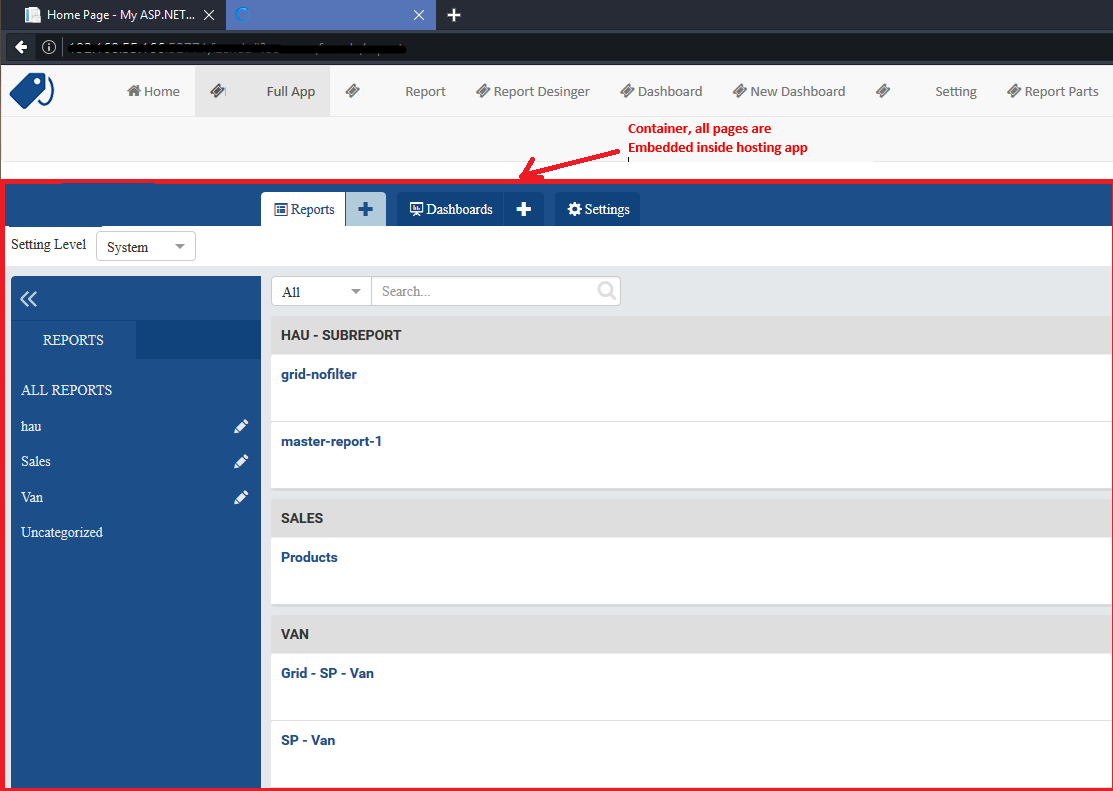 Home Page - My ASP.NET...
Home
Full App
Report
Report Desinger
Dashboard
New Dashboard
Setting
Report Parts
Container, all pages are
Embedded inside hosting app
Reports
Dashboards
Settings
Setting Level
System
REPORTS
ALL REPORTS
hau
Sales
Van
Uncategorized
All
Search...
HAU - SUBREPORT
grid-nofilter
master-report-1
SALES
Products
VAN
Grid - SP - Van
SP - Van